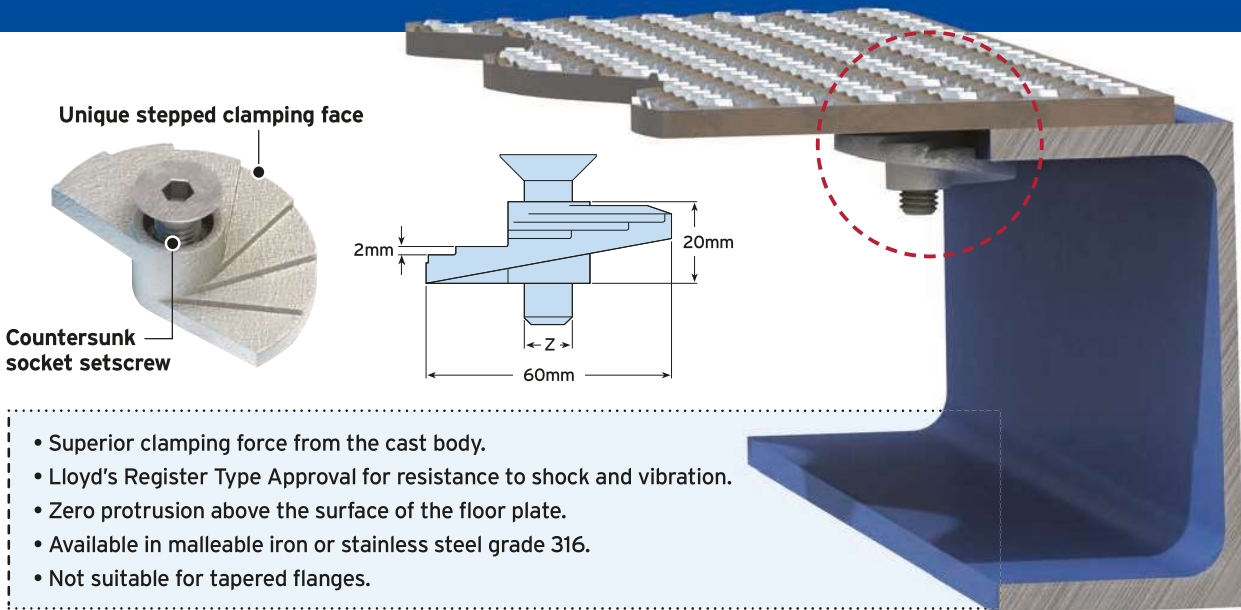 Unique stepped clamping face
Countersunk
socket setscrew
2mm
20mm
Z
60mm
• Superior clamping force from the cast body.
• Lloyd's Register Type Approval for resistance to shock and vibration.
• Zero protrusion above the surface of the floor plate.
• Available in malleable iron or stainless steel grade 316.
• Not suitable for tapered flanges.